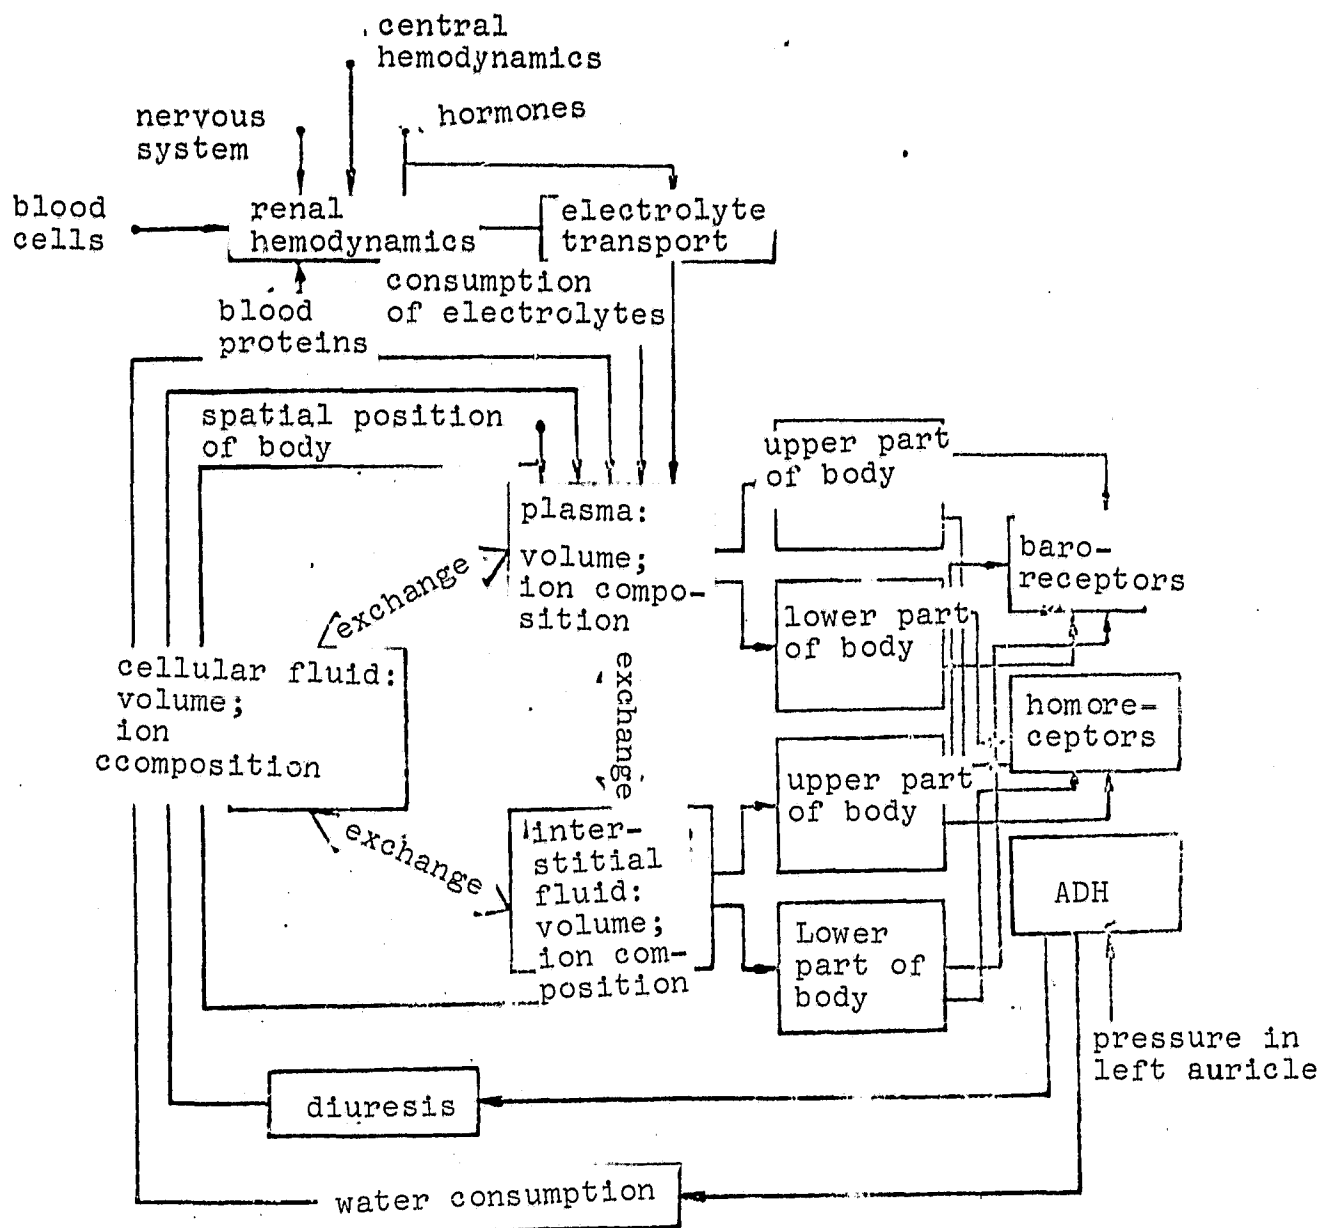 central
hemodynamics
nervous
system
hormones
blood
cells
renal
hemodynamics
electrolyte
transport
consumption
of electrolytes
blood
proteins
spatial position
of body
plasma:
volume;
ion compo-
sition
upper part
of body
baro-
receptors
exchange
lower part
of body
cellular fluid:
volume;
ion
ccomposition
exchange
homore-
ceptors
upper part
of body
exchange
inter-
stitial
fluid:
volume;
ion com-
position
ADH
Lower
part of
body
pressure in
left auricle
diuresis
water consumption